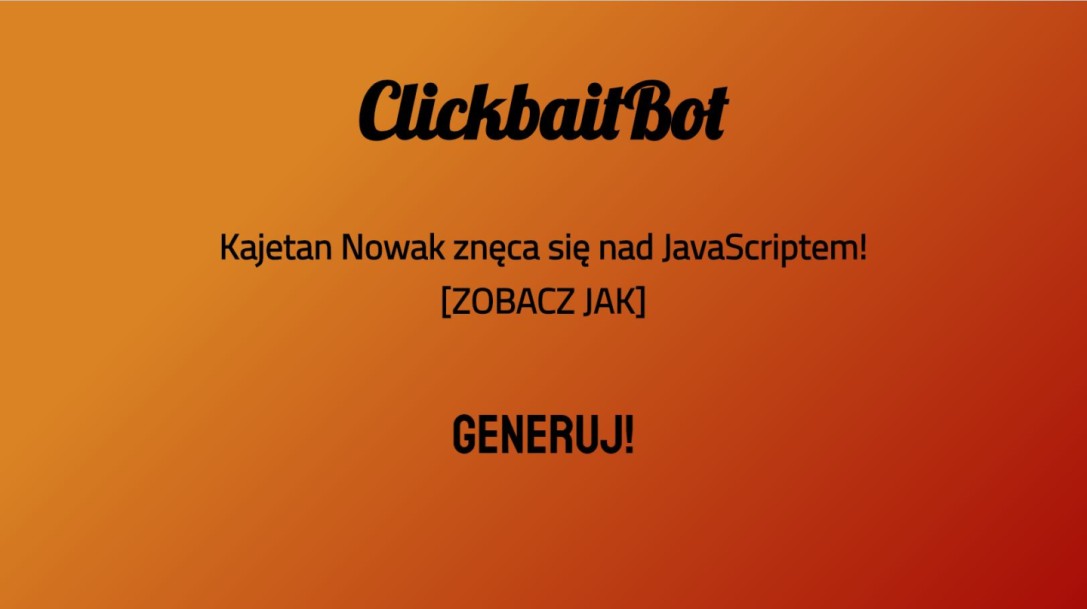 ClickbaitBot
Kajetan Nowak znęca się nad JavaScriptem!
[ZOBACZ JAK]
GENERUJ!